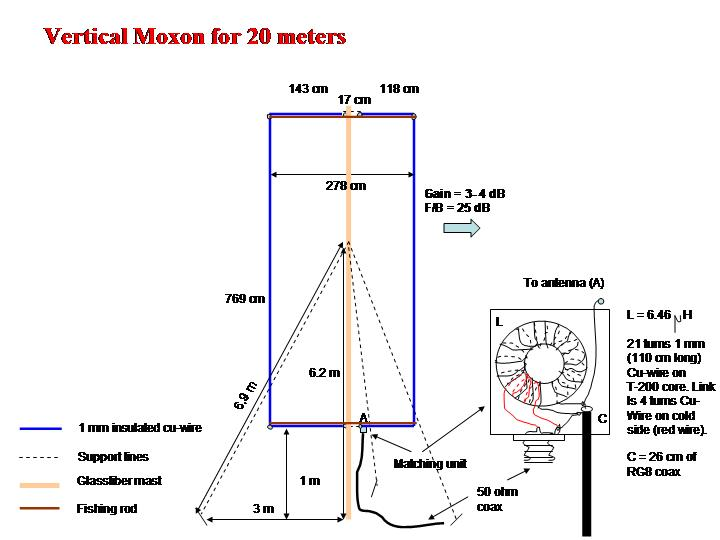 Vertical Moxon for 20 meters
143 cm
118 cm
17 cm
278 cm
Gain = 3-4 dB
F/B = 25 dB
769 cm
To antenna (A)
L
L = 6.46 µH
21 turns 1 mm
(110 cm long)
Cu-wire on
T-200 core. Link
is 4 turns Cu-
Wire on cold
side (red wire).
C = 26 cm of
RG8 coax
6.2 m
6,9 m
A
C
1 mm insulated cu-wire
Support lines
Glassfiber mast
Fishing rod
Matching unit
1 m
3 m
50 ohm
coax